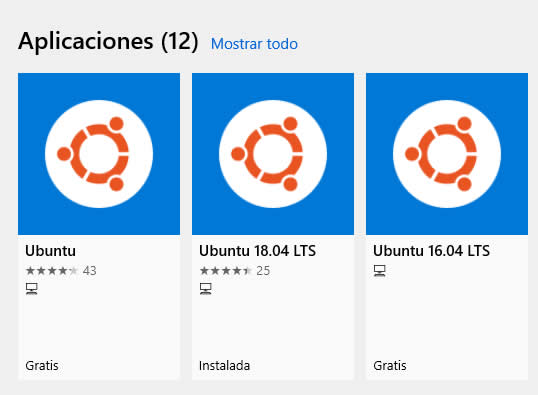 Aplicaciones (12) Mostrar todo
Ubuntu
43
Gratis
Ubuntu 18.04 LTS
25
Instalada
Ubuntu 16.04 LTS
Gratis